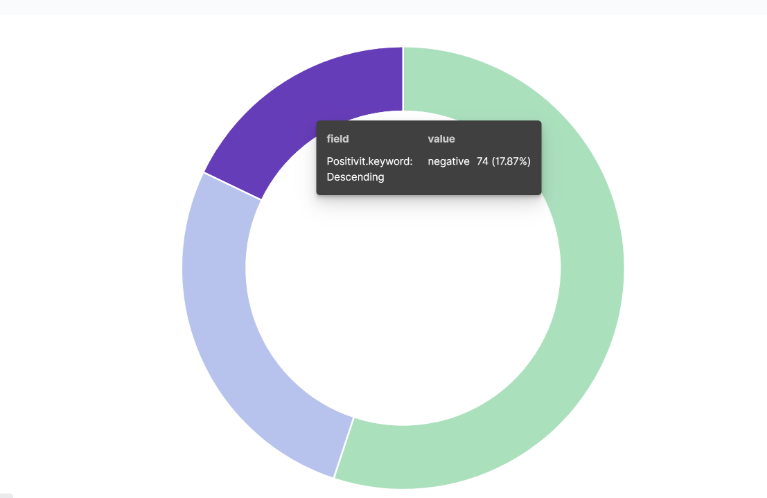 field value
Positivit.keyword: negative 74 (17.87%)
Descending